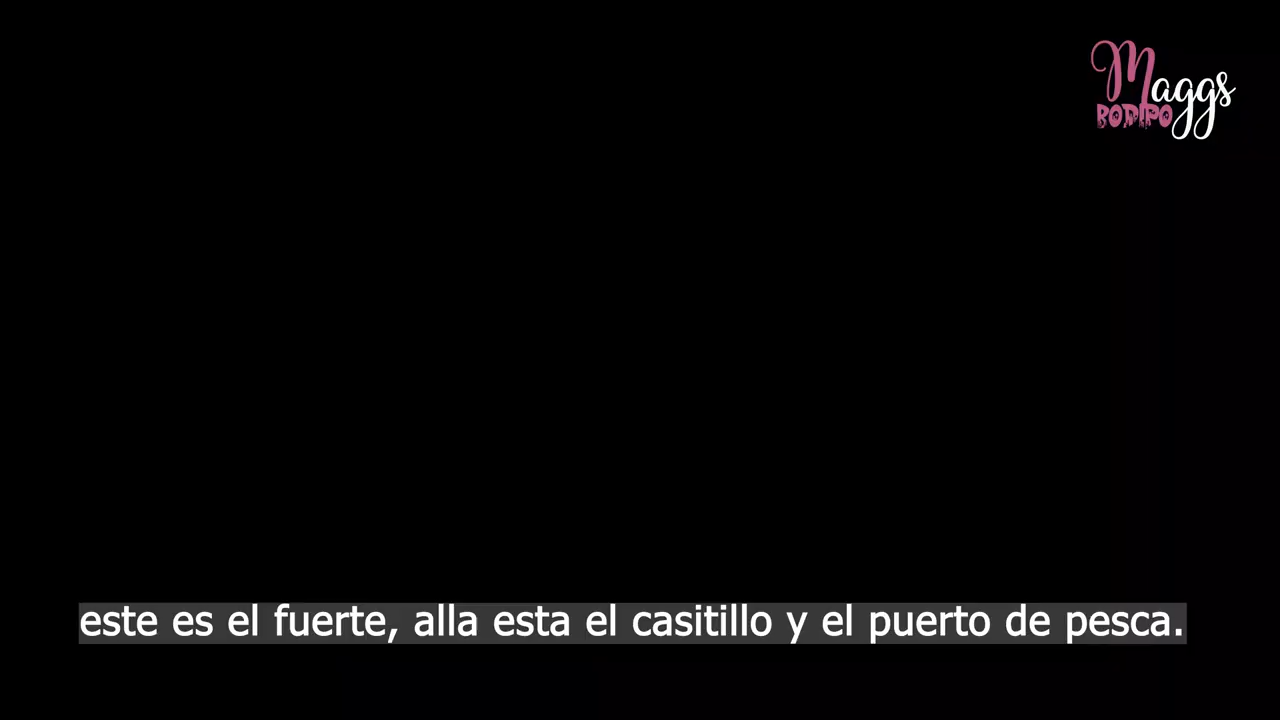 Maggs
BODIPO
este es el fuerte, alla esta el casitillo y el puerto de pesca.